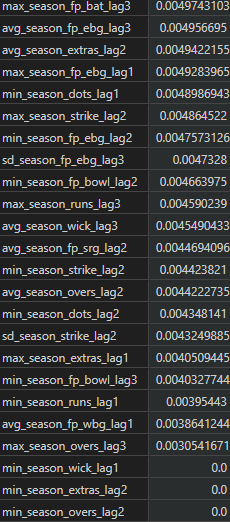 max_season_fp_bat_lag3 0.0049743103
avg_season_fp_ebg_lag3 0.004956695
avg_season_extras_lag2 0.0049422155
max_season_fp_ebg_lag1 0.0049283965
min_season_dots_lag1 0.0048986943
max_season_strike_lag2 0.004864522
min_season_fp_ebg_lag2 0.0047573126
sd_season_fp_ebg_lag3 0.0047328
min_season_fp_bowl_lag2 0.004663975
max_season_runs_lag3 0.004590239
avg_season_wick_lag3 0.0045490433
avg_season_fp_srg_lag2 0.0044694096
min_season_strike_lag2 0.004423821
avg_season_overs_lag2 0.0044222735
min_season_dots_lag2 0.004348141
sd_season_strike_lag2 0.0043249885
max_season_extras_lag1 0.0040509445
min_season_fp_bowl_lag3 0.0040327744
min_season_runs_lag1 0.00395443
avg_season_fp_wbg_lag1 0.0038641244
max_season_overs_lag3 0.0030541671
min_season_wick_lag1 0.0
min_season_extras_lag2 0.0
min_season_overs_lag2 0.0